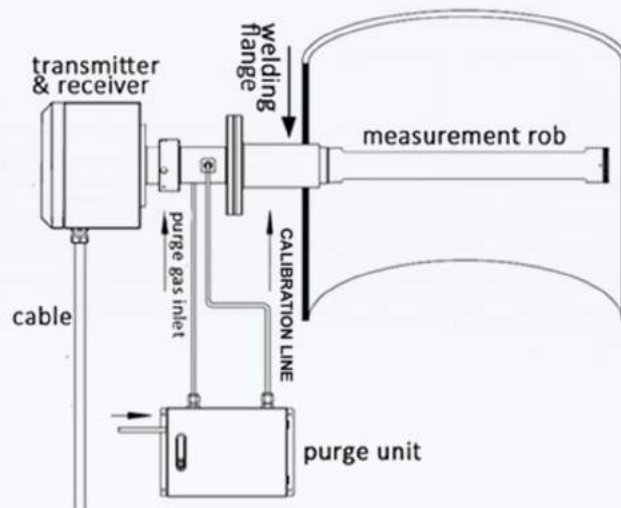 transmitter
& receiver
welding
flange
measurement rob
purge gas inlet
CALIBRATION LINE
cable
purge unit